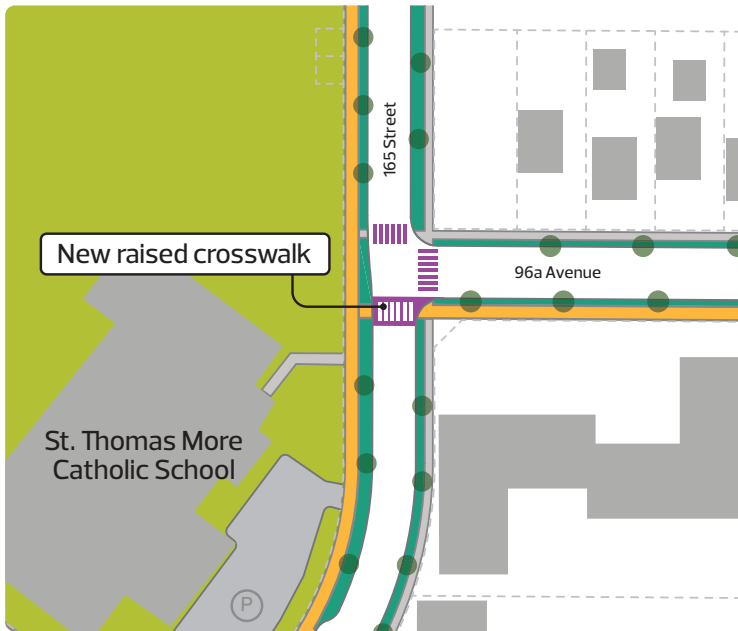 165 Street
New raised crosswalk
96a Avenue
St. Thomas More
Catholic School
P